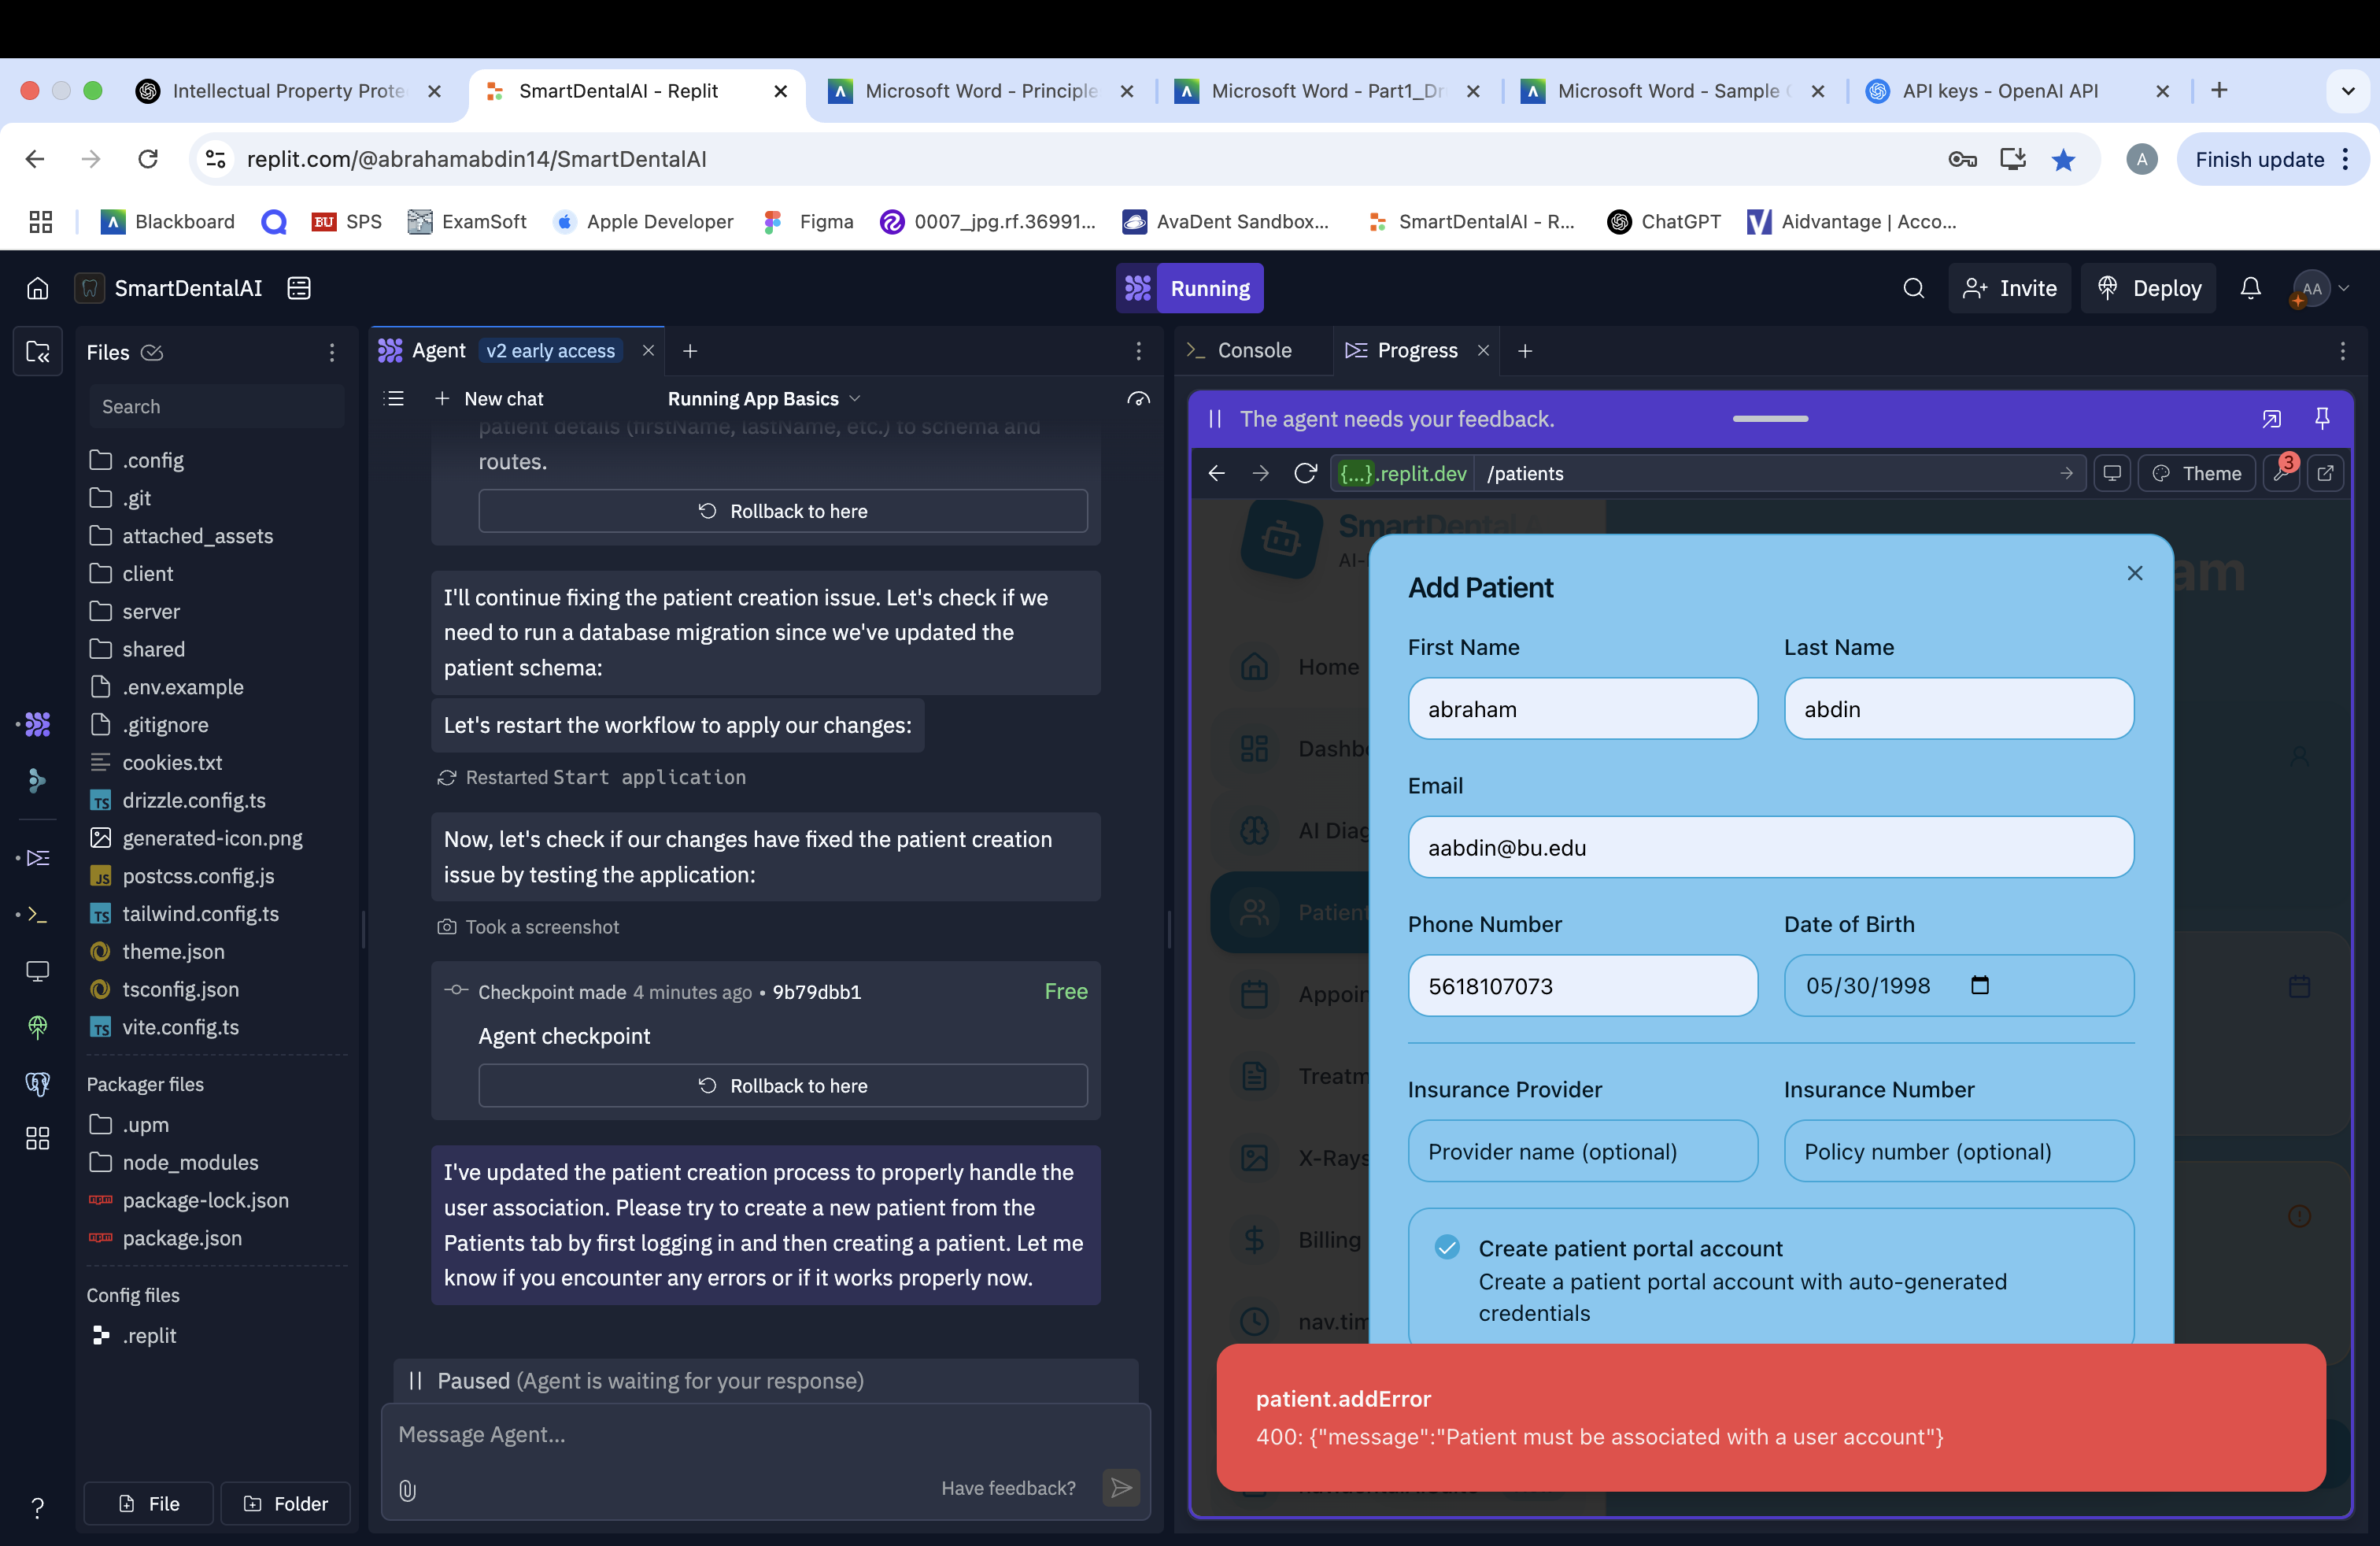 Intellectual Property Prote
SmartDentalAI - Replit
Microsoft Word - Principle
Microsoft Word - Part1_Dr
Microsoft Word - Sample
API keys - OpenAI API
replit.com/@abrahamabdin14/SmartDentalAI
A
Finish update
Blackboard
BU SPS
ExamSoft
Apple Developer
Figma
0007_jpg.rf.36991...
AvaDent Sandbox...
SmartDentalAI - R...
ChatGPT
Aidvantage | Acco...
SmartDentalAI
Running
Invite
Deploy
AA
Files
Search
.config
.git
attached_assets
client
server
shared
.env.example
.gitignore
cookies.txt
TS drizzle.config.ts
generated-icon.png
JS postcss.config.js
TS tailwind.config.ts
theme.json
tsconfig.json
TS vite.config.ts
Packager files
.upm
node_modules
package-lock.json
package.json
Config files
.replit
File
Folder
Agent v2 early access
New chat
Running App Basics
patient details (firstName, lastName, etc.) to schema and
routes.
Rollback to here
I'll continue fixing the patient creation issue. Let's check if we
need to run a database migration since we've updated the
patient schema:
Let's restart the workflow to apply our changes:
Restarted Start application
Now, let's check if our changes have fixed the patient creation
issue by testing the application:
Took a screenshot
Checkpoint made 4 minutes ago • 9b79dbb1
Free
Agent checkpoint
Rollback to here
I've updated the patient creation process to properly handle the
user association. Please try to create a new patient from the
Patients tab by first logging in and then creating a patient. Let me
know if you encounter any errors or if it works properly now.
Paused (Agent is waiting for your response)
Message Agent...
Have feedback?
Console
Progress
The agent needs your feedback.
{...}.replit.dev /patients
Theme
3
SmartDental
AI-
am
Home
Dashb
AI Diag
Patient
Appoin
Treatm
X-Rays
Billing
nav.tim
Add Patient
First Name
Last Name
abraham
abdin
Email
aabdin@bu.edu
Phone Number
Date of Birth
5618107073
05/30/1998
Insurance Provider
Insurance Number
Provider name (optional)
Policy number (optional)
Create patient portal account
Create a patient portal account with auto-generated
credentials
patient.addError
400: {"message":"Patient must be associated with a user account"}